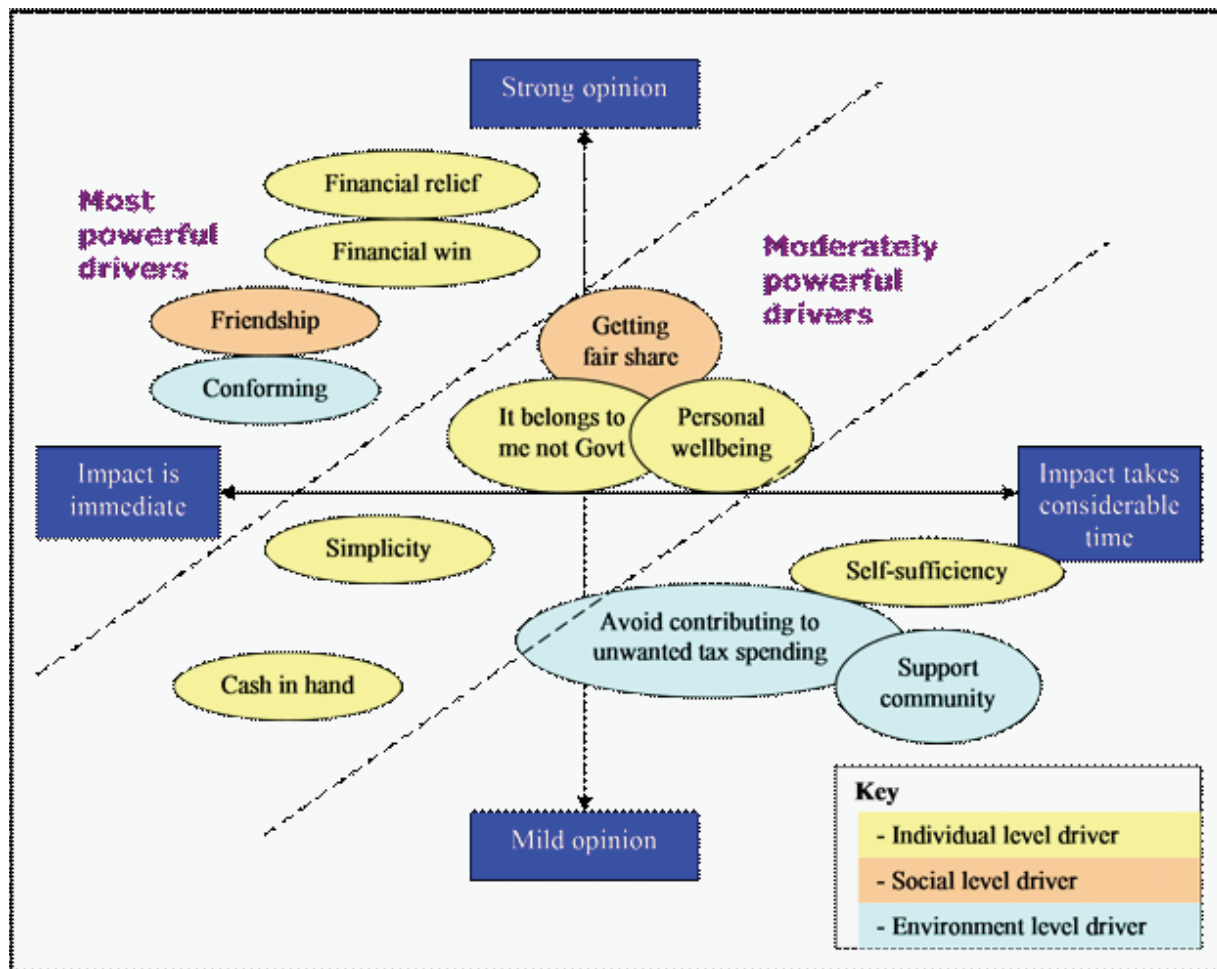 Strong opinion
Financial relief
Most
powerful
drivers
Financial win
Moderately
powerful
drivers
Friendship
Getting
fair share
Conforming
It belongs to
me not Govt
Personal
wellbeing
Impact is
immediate
Impact takes
considerable
time
Simplicity
Self-sufficiency
Avoid contributing to
unwanted tax spending
Support
community
Cash in hand
Mild opinion
Key
- Individual level driver
- Social level driver
- Environment level driver